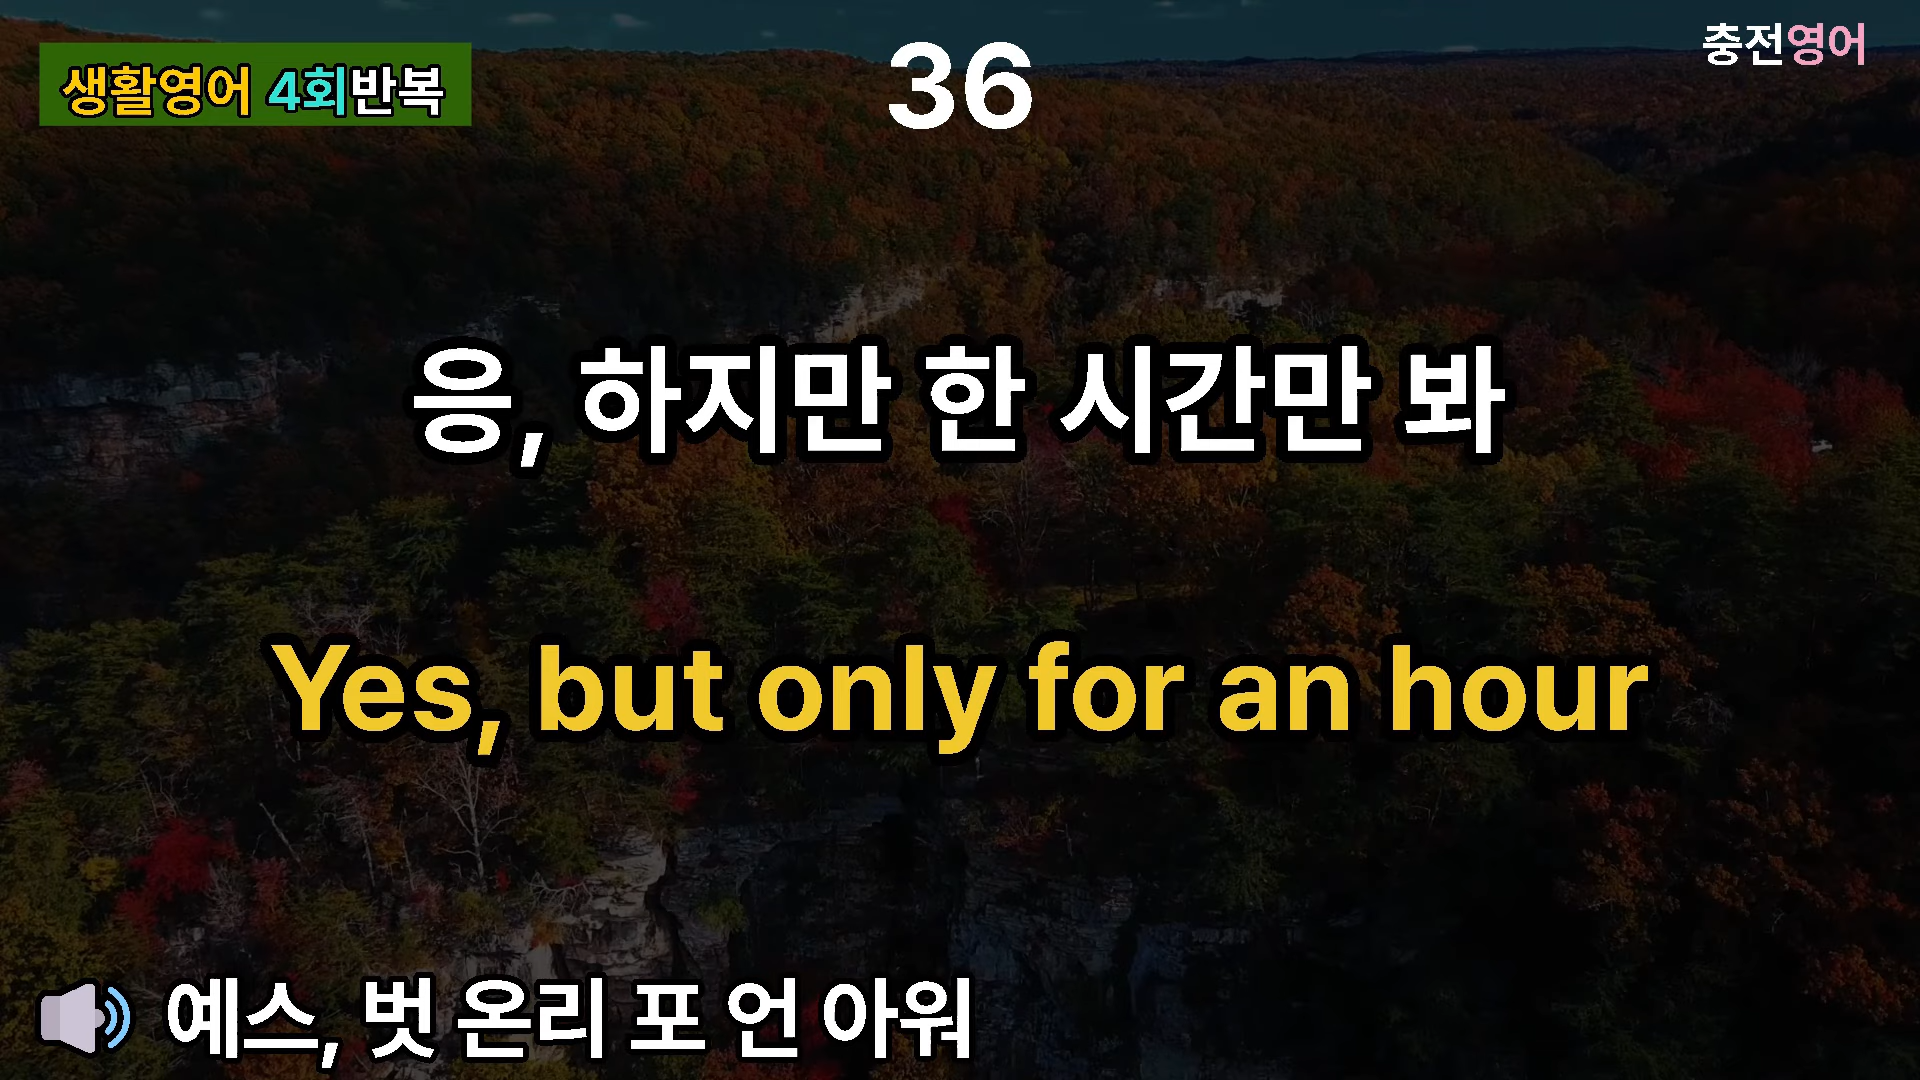 생활영어 4회반복
36
충전영어
응, 하지만 한 시간만 봐
Yes, but only for an hour
예스, 벗 온리 포 언 아워